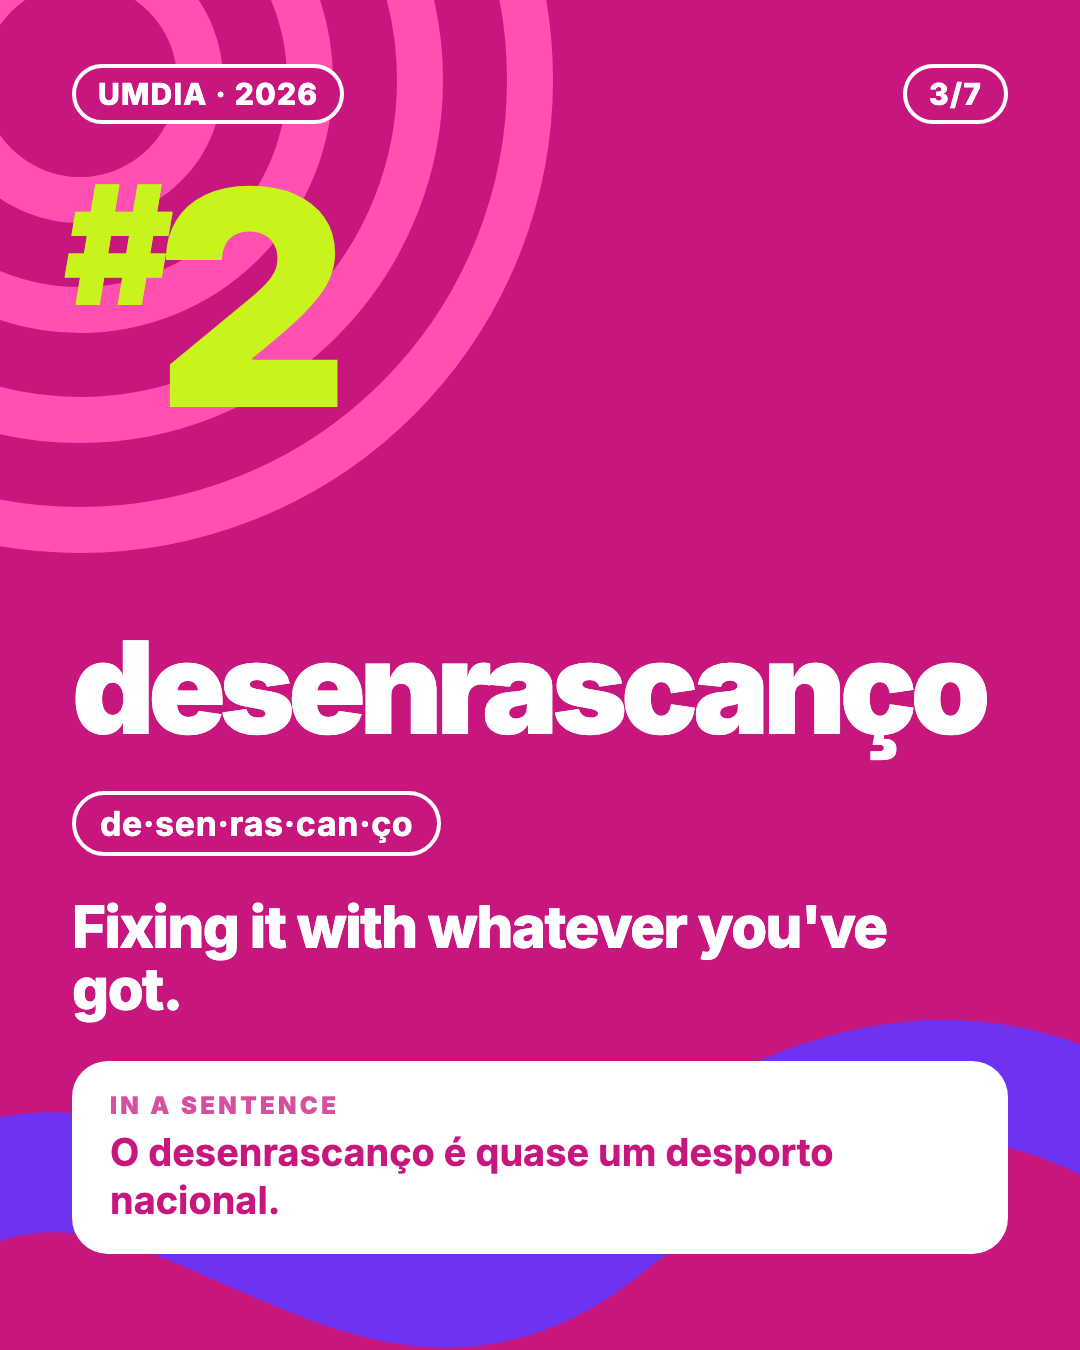 UMDIA · 2026
3/7
#2
desenrascanço
de·sen·ras·can·ço
Fixing it with whatever you've
got.
IN A SENTENCE
O desenrascanço é quase um desporto
nacional.